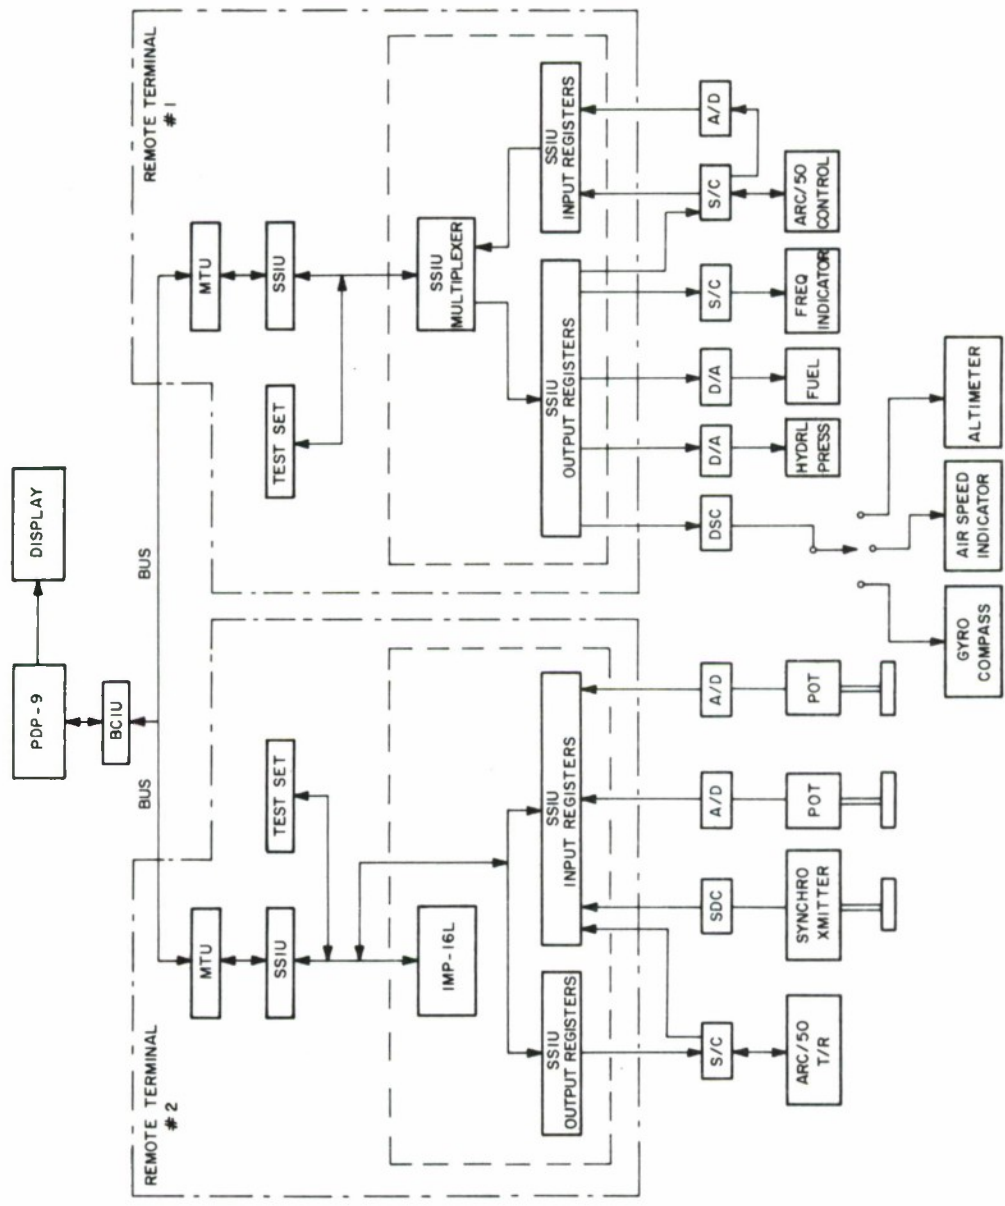 PDP-9
DISPLAY
BCIU
BUS
BUS
REMOTE TERMINAL
#2
MTU
SSIU
TEST SET
IMP-16L
SSIU
OUTPUT REGISTERS
SSIU
INPUT REGISTERS
S/C
SDC
A/D
A/D
ARC/50
T/R
SYNCHRO
XMITTER
POT
POT
REMOTE TERMINAL
#1
MTU
SSIU
TEST SET
SSIU
MULTIPLEXER
SSIU
OUTPUT REGISTERS
SSIU
INPUT REGISTERS
DSC
D/A
D/A
S/C
S/C
A/D
HYDRL
PRESS
FUEL
FREQ
INDICATOR
ARC/50
CONTROL
GYRO
COMPASS
AIR SPEED
INDICATOR
ALTIMETER